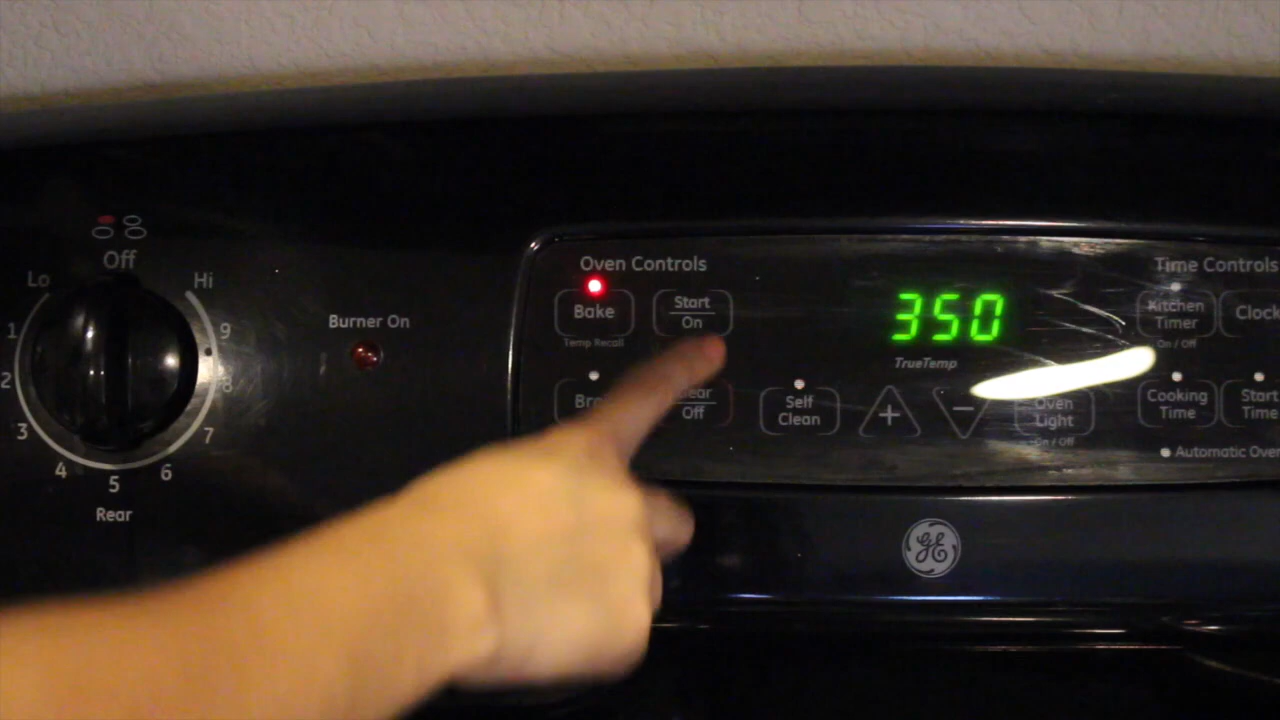 Off
Lo
Hi
1
2
3
4
5
6
7
8
9
Rear
Burner On
Oven Controls
Bake
Temp Recall
Start
On
Off
Self
Clean
350
TrueTemp
+
−
Oven
Light
On / Off
Time Controls
Kitchen
Timer
On / Off
Clock
Cooking
Time
Start
Time
Automatic Oven
GE